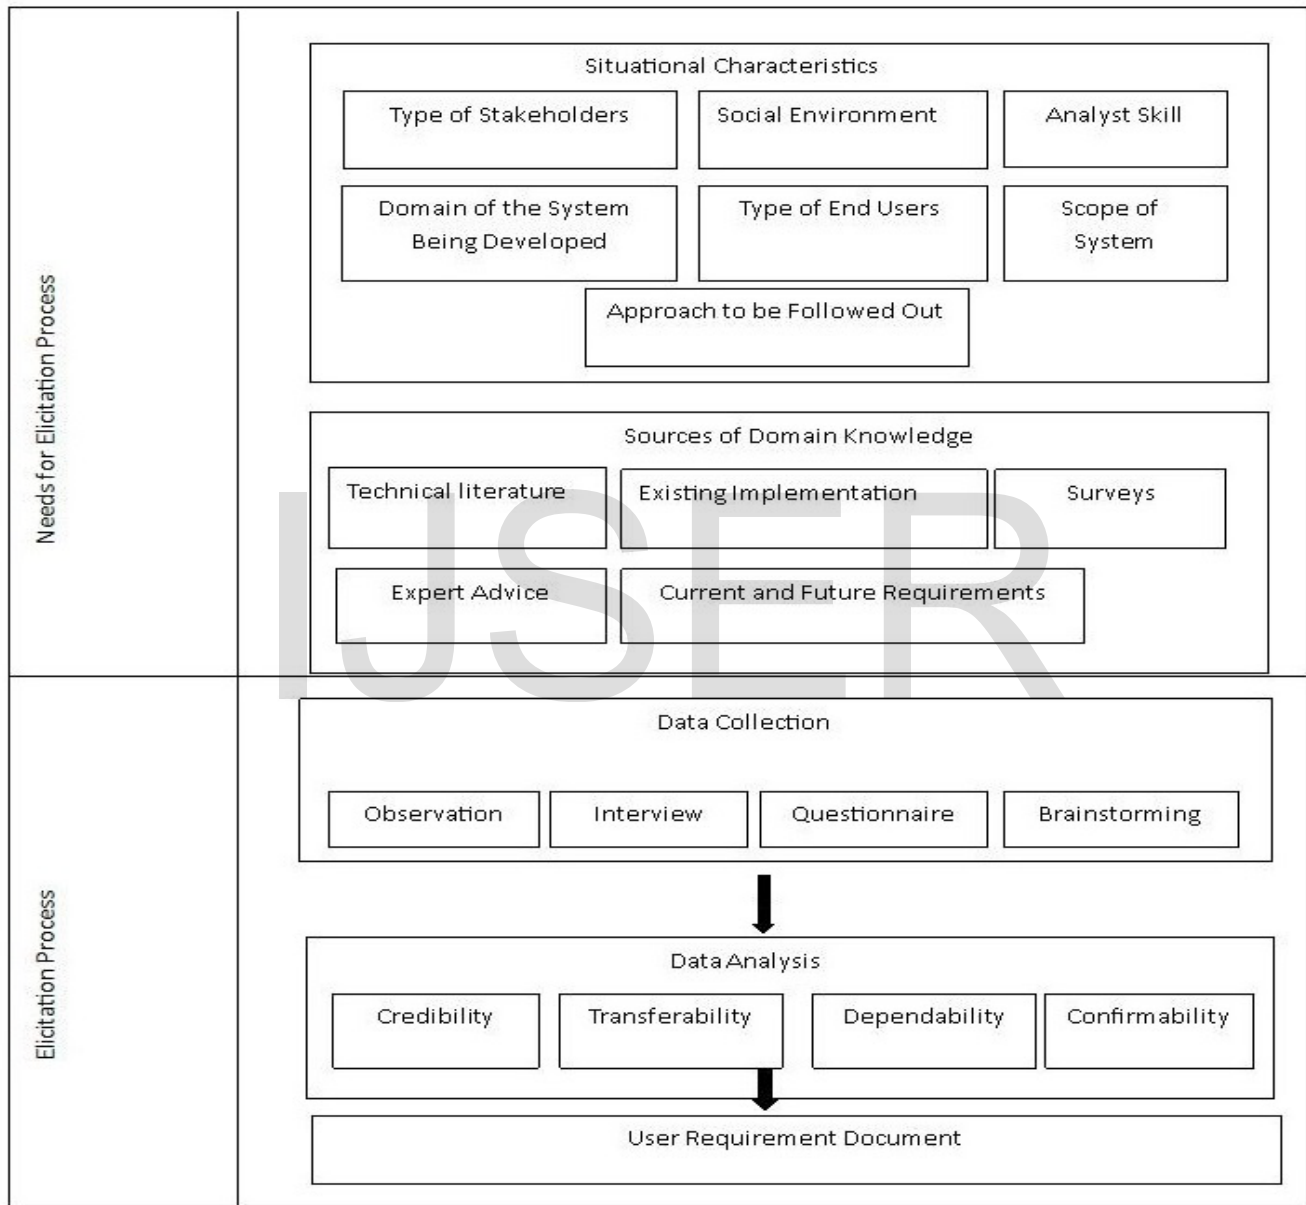 Needs for Elicitation Process
Situational Characteristics
Type of Stakeholders
Social Environment
Analyst Skill
Domain of the System
Being Developed
Type of End Users
Scope of
System
Approach to be Followed Out
Sources of Domain Knowledge
Technical literature
Existing Implementation
Surveys
Expert Advice
Current and Future Requirements
IJSER
Elicitation Process
Data Collection
Observation
Interview
Questionnaire
Brainstorming
Data Analysis
Credibility
Transferability
Dependability
Confirmability
User Requirement Document